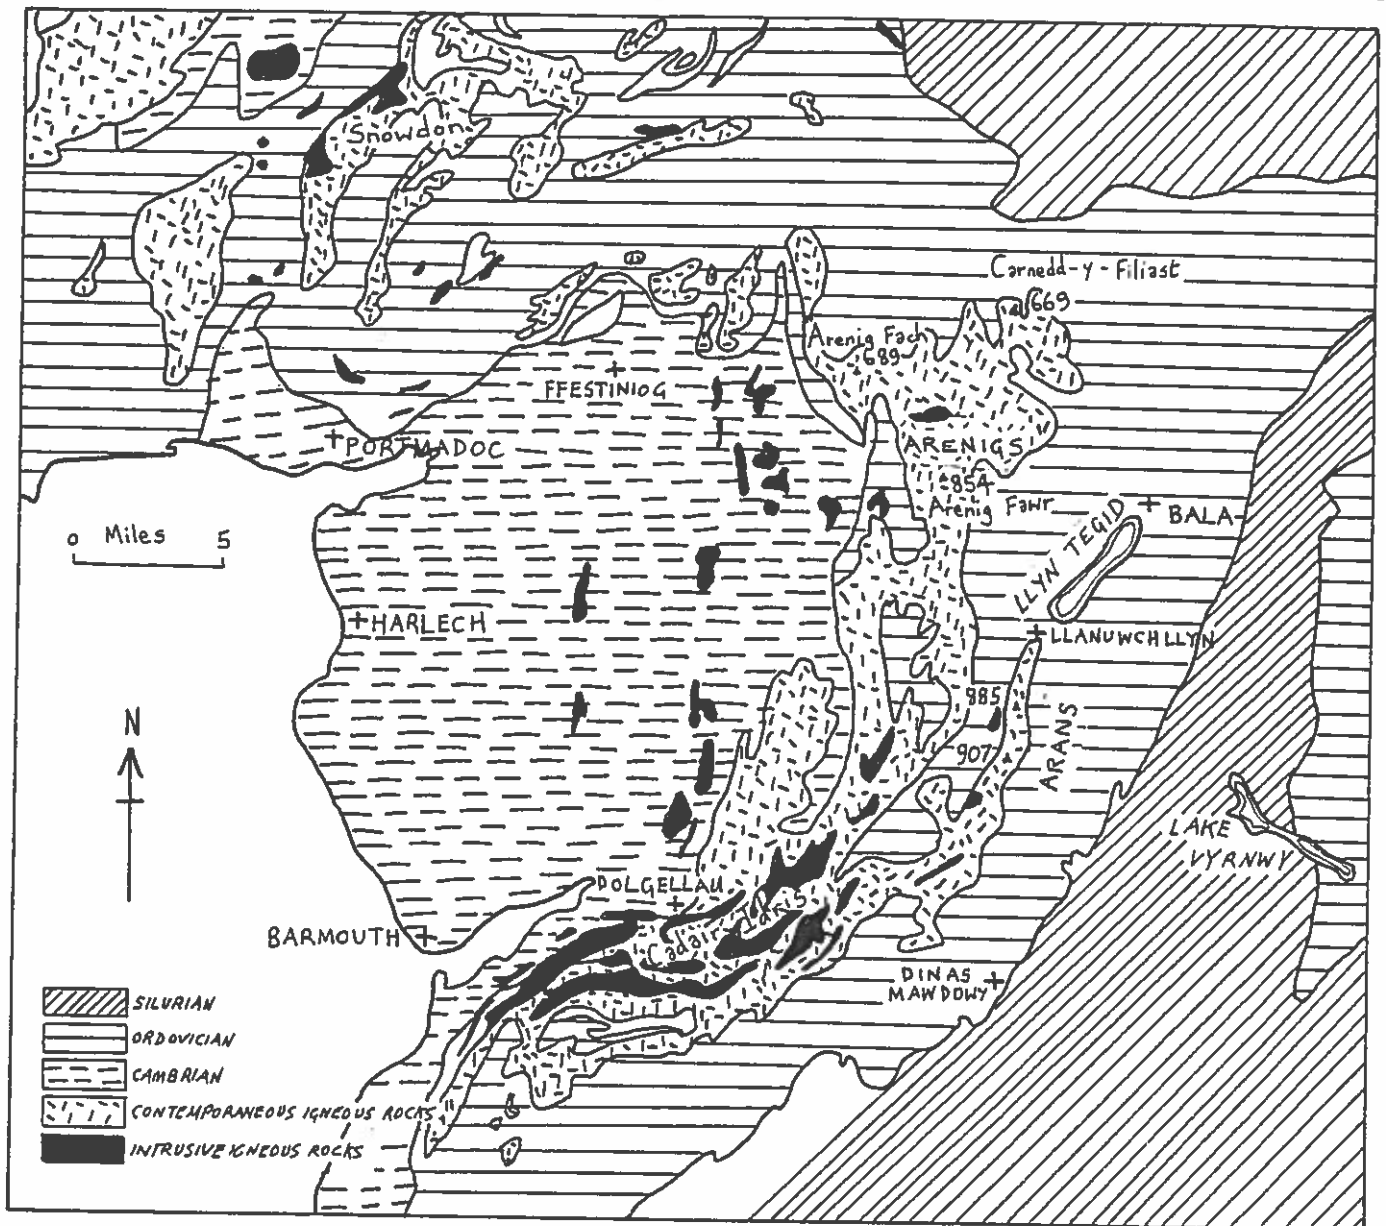 Snowdon
Carnedd-y-Filiast
669
Arenig Fach
689
FFESTINIOG
PORTMADOC
ARENIGS
854
Arenig Fawr
BALA
LLYN TEGID
0 Miles 5
HARLECH
LLANUWCHLLYN
N
885
907
ARANS
LAKE
VYRNWY
DOLGELLAU
BARMOUTH
Cadair Idris
DINAS
MAWDOWY
SILURIAN
ORDOVICIAN
CAMBRIAN
CONTEMPORANEOUS IGNEOUS ROCKS
INTRUSIVE IGNEOUS ROCKS